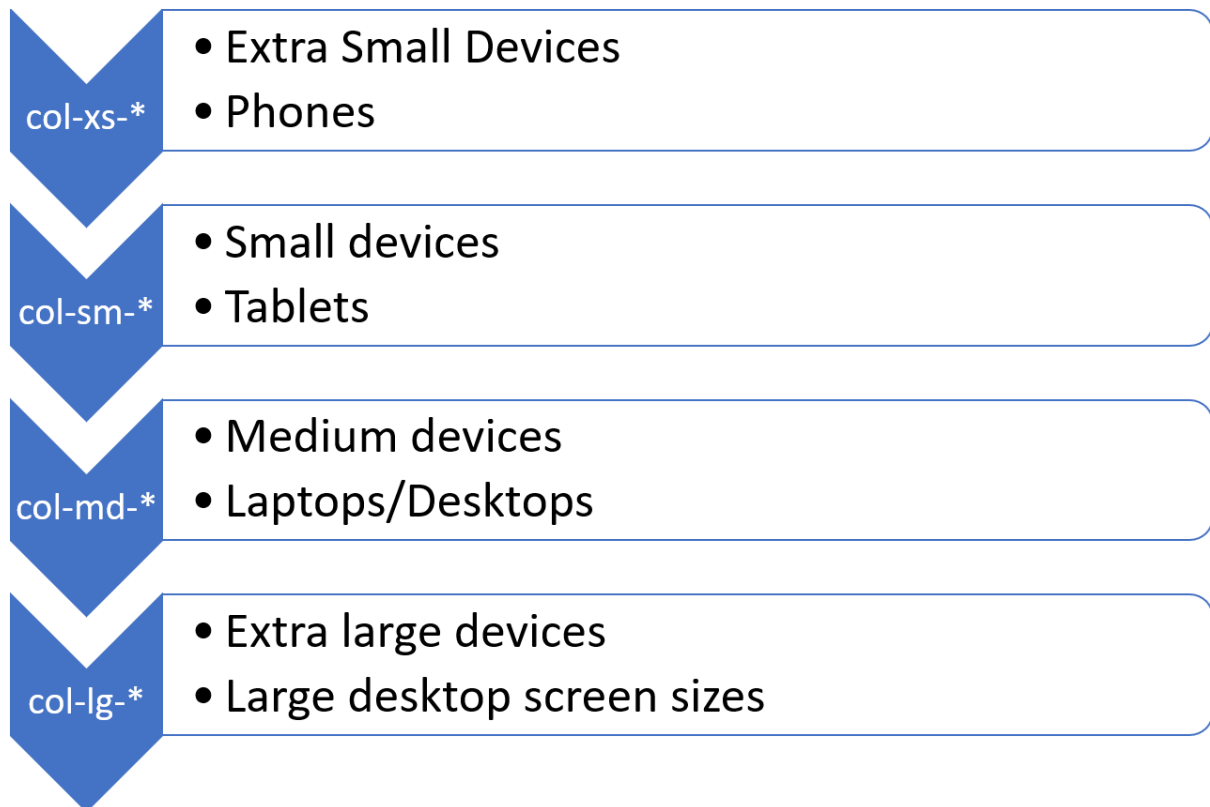 col-xs-*
• Extra Small Devices
• Phones
col-sm-*
• Small devices
• Tablets
col-md-*
• Medium devices
• Laptops/Desktops
col-lg-*
• Extra large devices
• Large desktop screen sizes